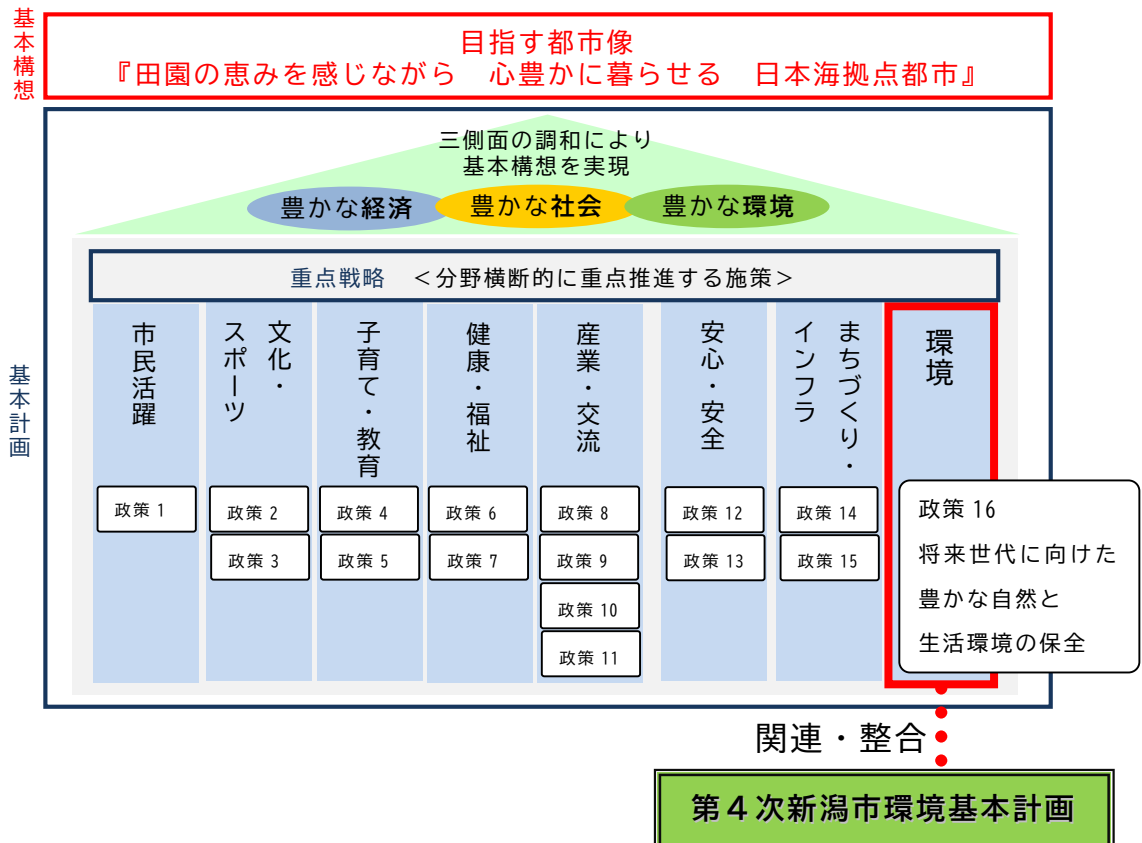 基本構想
目指す都市像
『田園の恵みを感じながら　心豊かに暮らせる　日本海拠点都市』
基本計画
三側面の調和により
基本構想を実現
豊かな経済
豊かな社会
豊かな環境
重点戦略　＜分野横断的に重点推進する施策＞
市民活躍
文化・
スポーツ
子育て・教育
健康・福祉
産業・交流
安心・安全
まちづくり・
インフラ
環境
政策 1
政策 2
政策 3
政策 4
政策 5
政策 6
政策 7
政策 8
政策 9
政策 10
政策 11
政策 12
政策 13
政策 14
政策 15
政策 16
将来世代に向けた
豊かな自然と
生活環境の保全
関連・整合
第４次新潟市環境基本計画